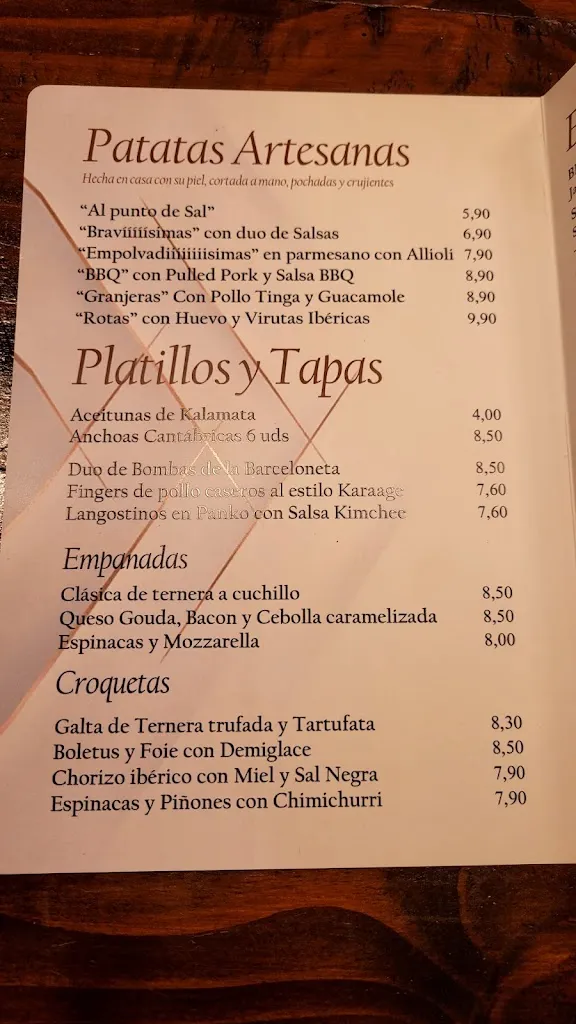 Patatas Artesanas
Hecha en casa con su piel, cortada a mano, pochadas y crujientes
“Al punto de Sal” 5,90
“Bravíííííísimas” con duo de Salsas 6,90
“Empolvadiñiiiiisimas” en parmesano con Allioli 7,90
“BBQ” con Pulled Pork y Salsa BBQ 8,90
“Granjeras” Con Pollo Tinga y Guacamole 8,90
“Rotas” con Huevo y Virutas Ibéricas 9,90
Platillos y Tapas
Aceitunas de Kalamata 4,00
Anchoas Cantábricas 6 uds 8,50
Duo de Bombas de la Barceloneta 8,50
Fingers de pollo caseros al estilo Karaage 7,60
Langostinos en Panko con Salsa Kimchee 7,60
Empanadas
Clásica de ternera a cuchillo 8,50
Queso Gouda, Bacon y Cebolla caramelizada 8,50
Espinacas y Mozzarella 8,00
Croquetas
Galta de Ternera trufada y Tartufata 8,30
Boletus y Foie con Demiglace 8,50
Chorizo ibérico con Miel y Sal Negra 7,90
Espinacas y Piñones con Chimichurri 7,90